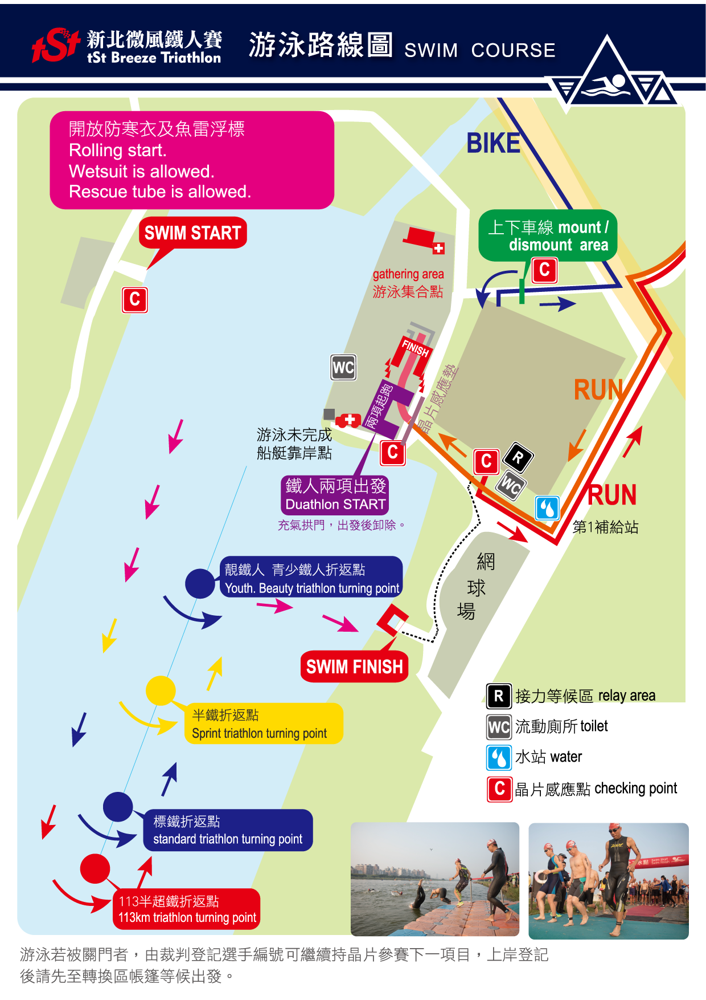 tSt 新北微風鐵人賽
tSt Breeze Triathlon
游泳路線圖 SWIM COURSE
開放防寒衣及魚雷浮標
Rolling start.
Wetsuit is allowed.
Rescue tube is allowed.
BIKE
SWIM START
C
上下車線 mount /
dismount area
C
gathering area
游泳集合點
FINISH
WC
兩項起跑
晶片感應墊
RUN
游泳未完成
船艇靠岸點
C
C
R
WC
RUN
第1補給站
鐵人兩項出發
Duathlon START
充氣拱門，出發後卸除。
網
球
場
靚鐵人 青少鐵人折返點
Youth. Beauty triathlon turning point
SWIM FINISH
半鐵折返點
Sprint triathlon turning point
R 接力等候區 relay area
WC 流動廁所 toilet
水站 water
C 晶片感應點 checking point
標鐵折返點
standard triathlon turning point
113半超鐵折返點
113km triathlon turning point
水點 Swim Start
Swim Finish
游泳若被關門者，由裁判登記選手編號可繼續持晶片參賽下一項目，上岸登記
後請先至轉換區帳篷等候出發。